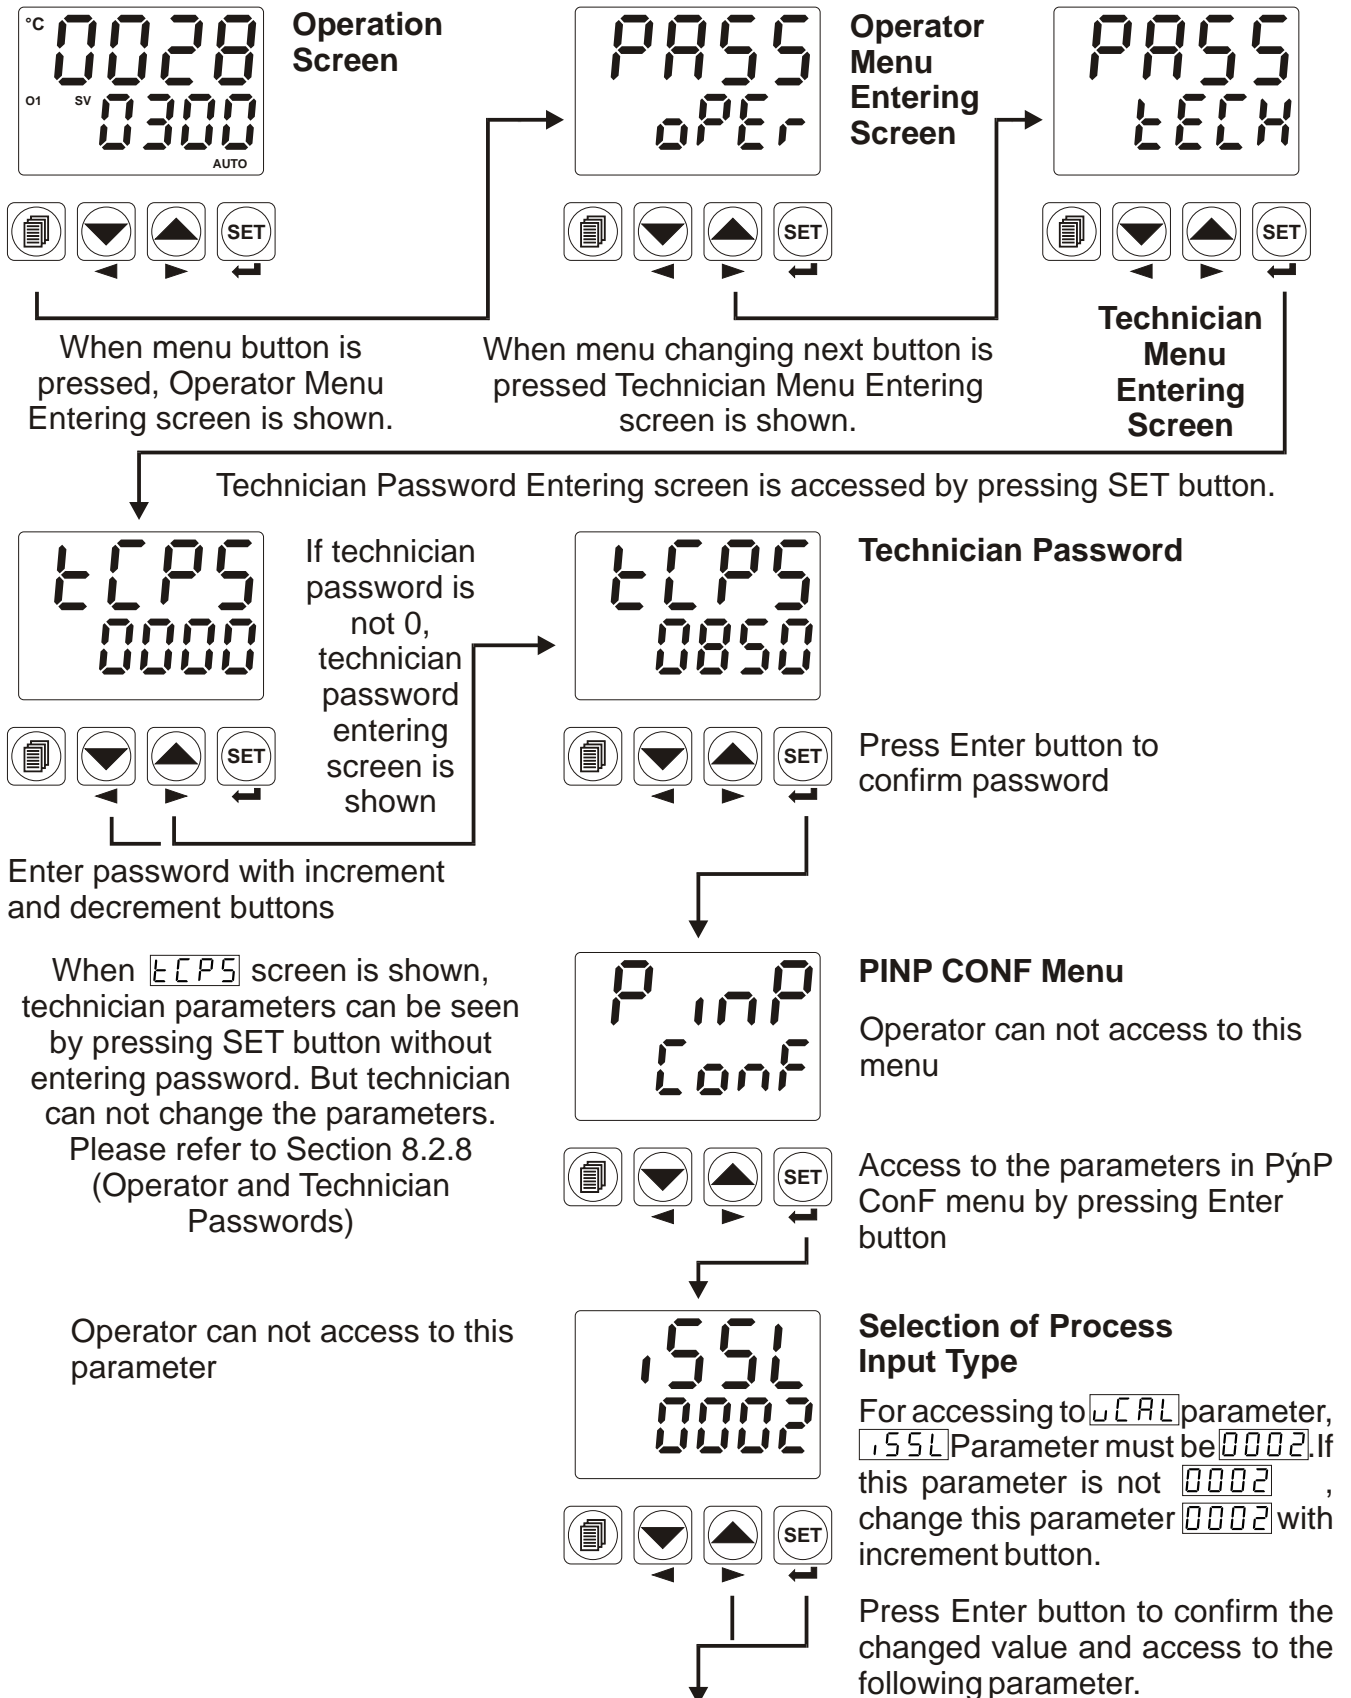 °C 0028
O1 SV 0300
AUTO
SET
Operation
Screen
PASS
oPEr
SET
Operator
Menu
Entering
Screen
PASS
tECH
SET
When menu button is
pressed, Operator Menu
Entering screen is shown.
When menu changing next button is
pressed Technician Menu Entering
screen is shown.
Technician
Menu
Entering
Screen
Technician Password Entering screen is accessed by pressing SET button.
tCPS
0000
SET
If technician
password is
not 0,
technician
password
entering
screen is
shown
tCPS
0850
SET
Technician Password
Press Enter button to
confirm password
Enter password with increment
and decrement buttons
When tCPS screen is shown,
technician parameters can be seen
by pressing SET button without
entering password. But technician
can not change the parameters.
Please refer to Section 8.2.8
(Operator and Technician
Passwords)
PinP
ConF
SET
PINP CONF Menu
Operator can not access to this
menu
Access to the parameters in PýnP
ConF menu by pressing Enter
button
Operator can not access to this
parameter
iSSL
0002
SET
Selection of Process
Input Type
For accessing to uCAL parameter,
iSSL Parameter must be 0002. If
this parameter is not 0002 ,
change this parameter 0002 with
increment button.
Press Enter button to confirm the
changed value and access to the
following parameter.